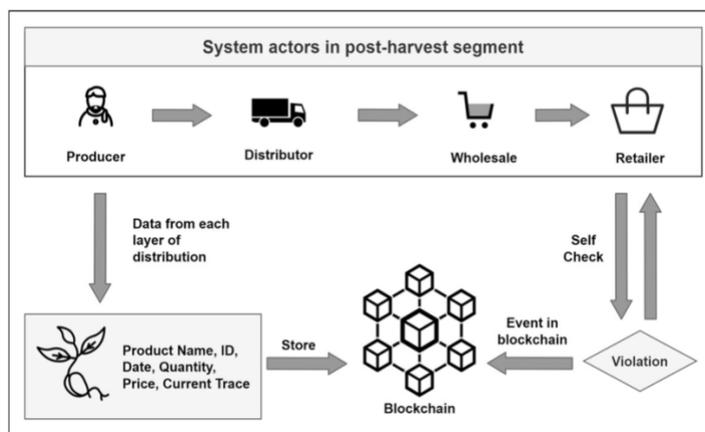 System actors in post-harvest segment
Producer
Distributor
Wholesale
Retailer
Data from each
layer of
distribution
Self
Check
Product Name, ID,
Date, Quantity,
Price, Current Trace
Store
Blockchain
Event in
blockchain
Violation